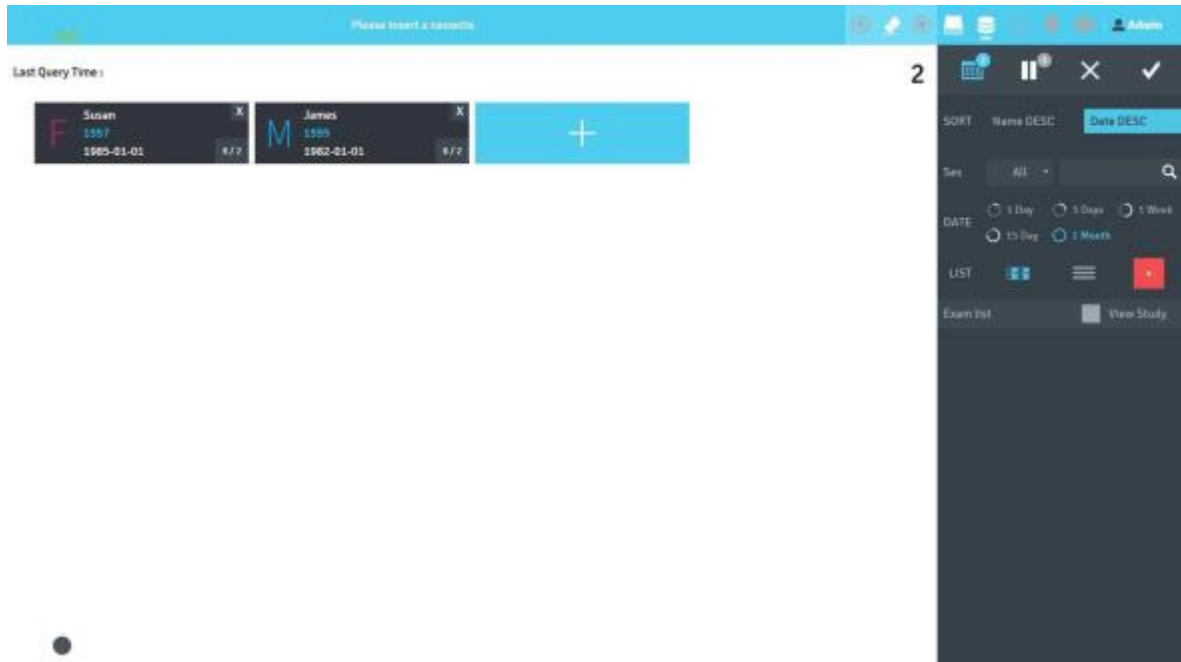 Please insert a cassette.
Admin
Last Query Time :
2
Susan
X
1557
1985-01-01
James
X
1555
1982-01-01
SORT Name DESC Date DESC
Sex All
DATE 1 Day 1 Week
15 Day 1 Month
LIST
Exam list View Study